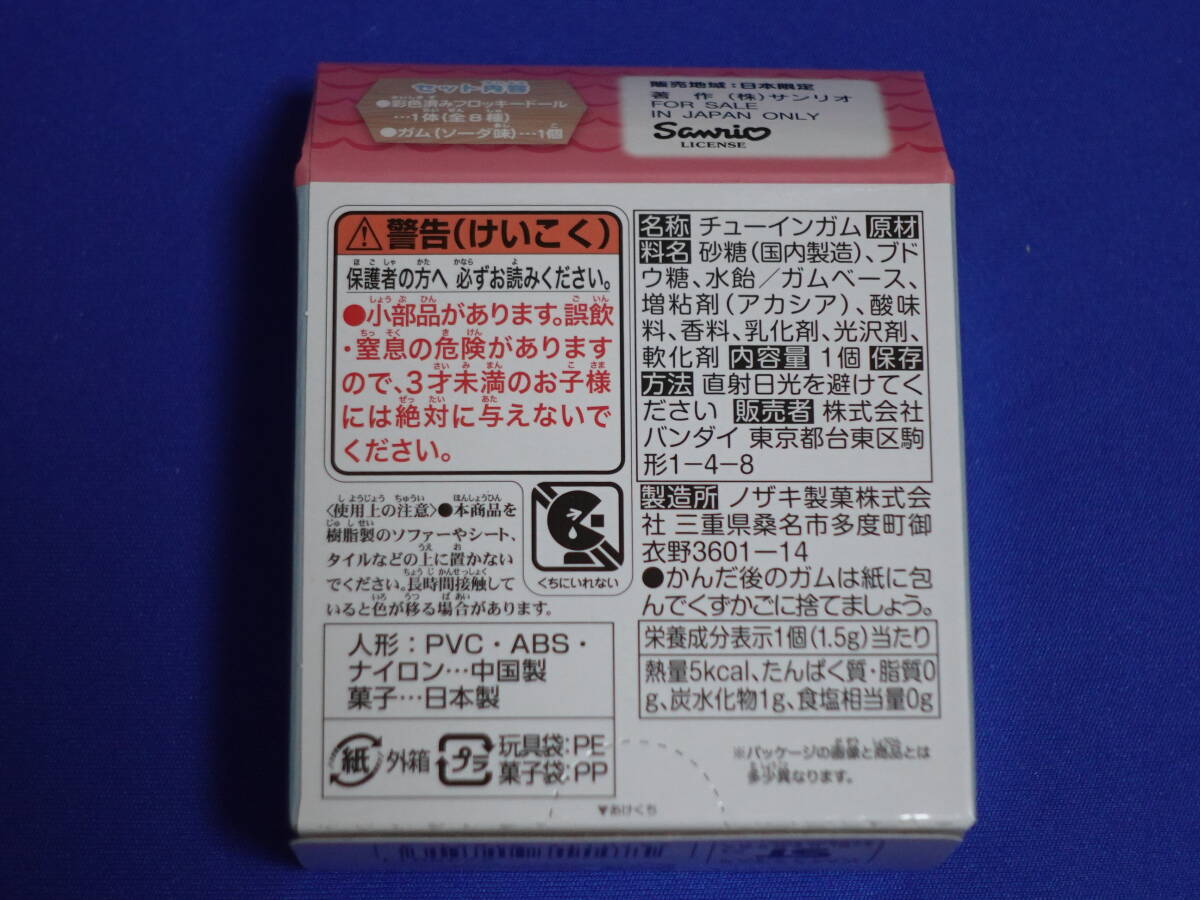 セット内容
●彩色済みフロッキードール
…1体(全8種)
●ガム(ソーダ味)…1個
販売地域：日本限定
著作 (株)サンリオ
FOR SALE
IN JAPAN ONLY
Sanrio
LICENSE
警告(けいこく)
保護者の方へ 必ずお読みください。
●小部品があります。誤飲
・窒息の危険があります
ので、3才未満のお子様
には絶対に与えないで
ください。
〈使用上の注意〉●本商品を
樹脂製のソファーやシート、
タイルなどの上に置かない
でください。長時間接触して
いると色が移る場合があります。
くちにいれない
人形：PVC・ABS・
ナイロン…中国製
菓子…日本製
紙 外箱
プラ 玩具袋：PE
菓子袋：PP
名称 チューインガム 原材
料名 砂糖(国内製造)、ブド
ウ糖、水飴／ガムベース、
増粘剤(アカシア)、酸味
料、香料、乳化剤、光沢剤、
軟化剤 内容量 1個 保存
方法 直射日光を避けてく
ださい 販売者 株式会社
バンダイ 東京都台東区駒
形1－4－8
製造所 ノザキ製菓株式会
社 三重県桑名市多度町御
衣野3601－14
●かんだ後のガムは紙に包
んでくずかごに捨てましょう。
栄養成分表示1個(1.5g)当たり
熱量5kcal、たんぱく質・脂質0
g、炭水化物1g、食塩相当量0g
※パッケージの画像と商品とは
多少異なります。
▼あけくち